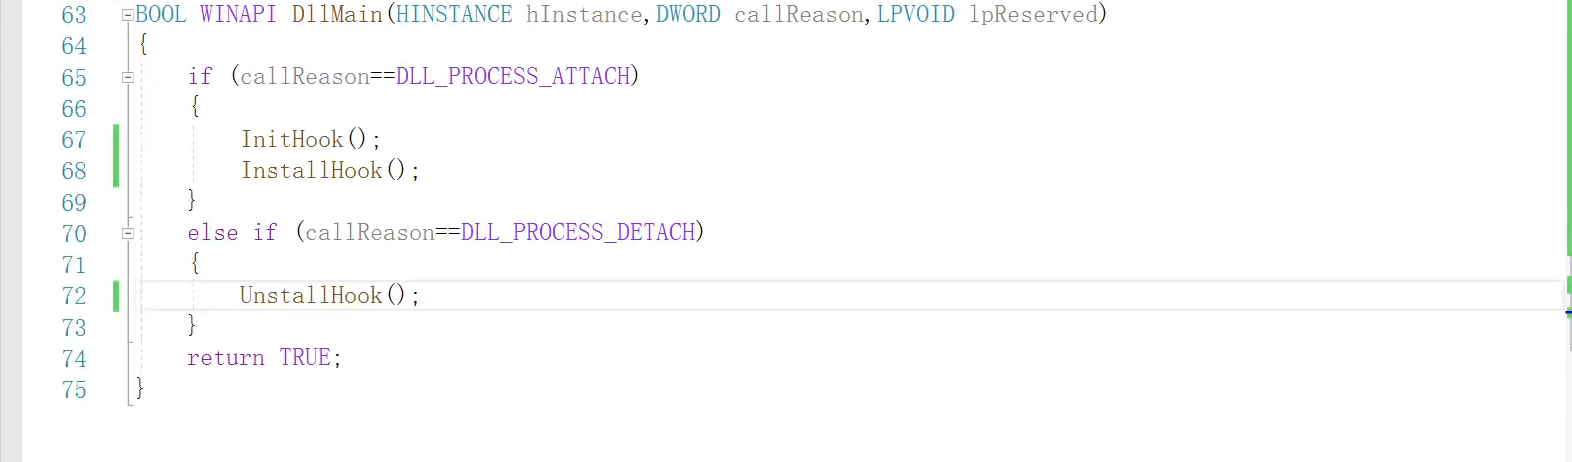 63 BOOL WINAPI DllMain(HINSTANCE hInstance,DWORD callReason,LPVOID lpReserved)
64 {
65     if (callReason==DLL_PROCESS_ATTACH)
66     {
67         InitHook();
68         InstallHook();
69     }
70     else if (callReason==DLL_PROCESS_DETACH)
71     {
72         UnstallHook();
73     }
74     return TRUE;
75 }